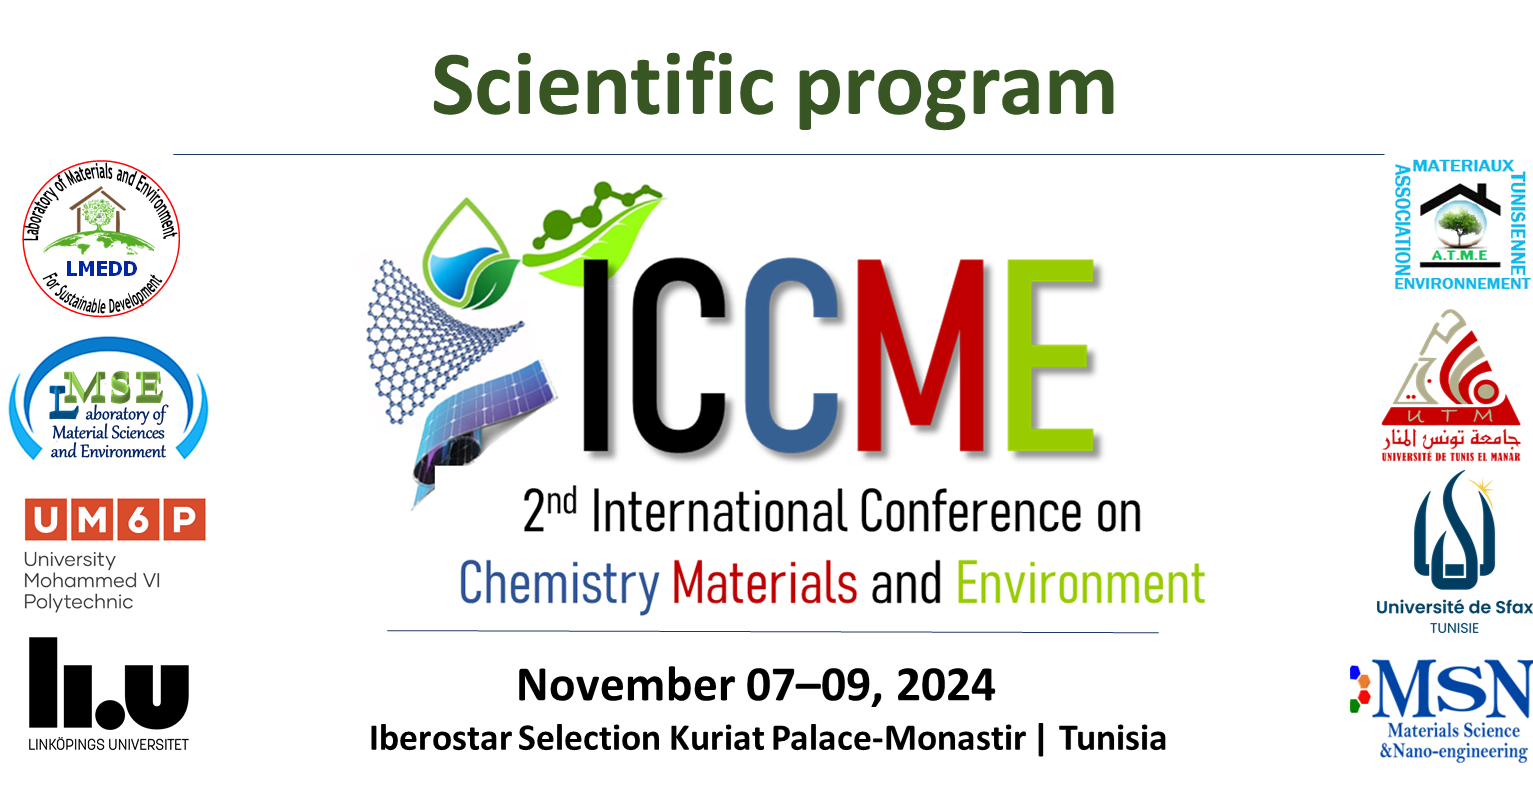 Scientific program
Laboratory of Materials and Environment
LMEDD
For Sustainable Development
LMSE
aboratory of
Material Sciences
and Environment
UM6P
University
Mohammed VI
Polytechnic
li.u
LINKÖPINGS UNIVERSITET
ICCME
2nd International Conference on
Chemistry Materials and Environment
November 07–09, 2024
Iberostar Selection Kuriat Palace-Monastir | Tunisia
ASSOCIATION
MATERIAUX
TUNISIENNE
A.T.M.E
ENVIRONNEMENT
UTM
جامعة تونس المنار
UNIVERSITÉ DE TUNIS EL MANAR
Université de Sfax
TUNISIE
MSN
Materials Science
&Nano-engineering